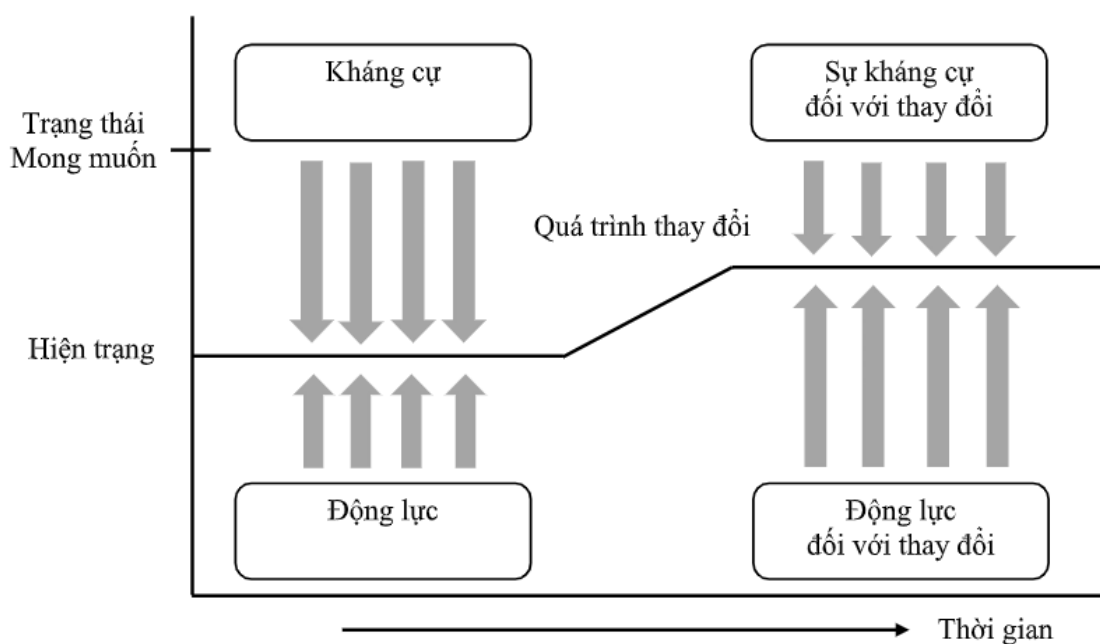 Kháng cự
Sự kháng cự
đối với thay đổi
Trạng thái
Mong muốn
Quá trình thay đổi
Hiện trạng
Động lực
Động lực
đối với thay đổi
Thời gian